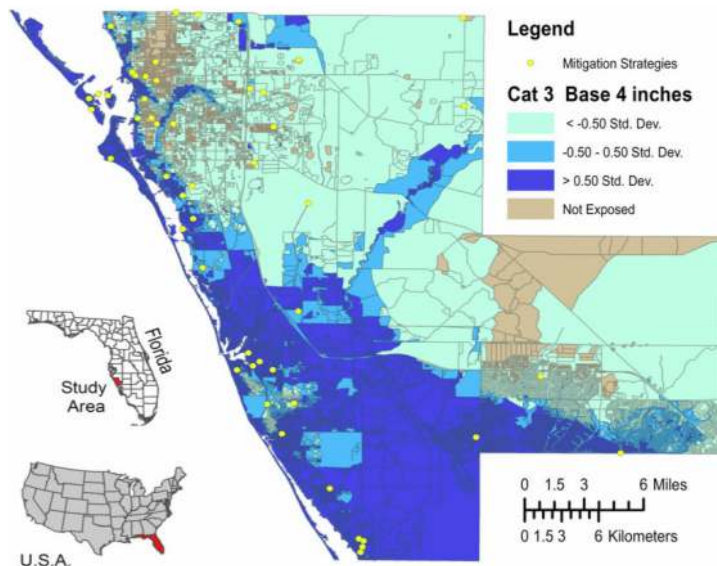 Legend
Mitigation Strategies
Cat 3 Base 4 inches
< -0.50 Std. Dev.
-0.50 - 0.50 Std. Dev.
> 0.50 Std. Dev.
Not Exposed
Florida
Study
Area
U.S.A.
0 1.5 3 6 Miles
0 1.5 3 6 Kilometers